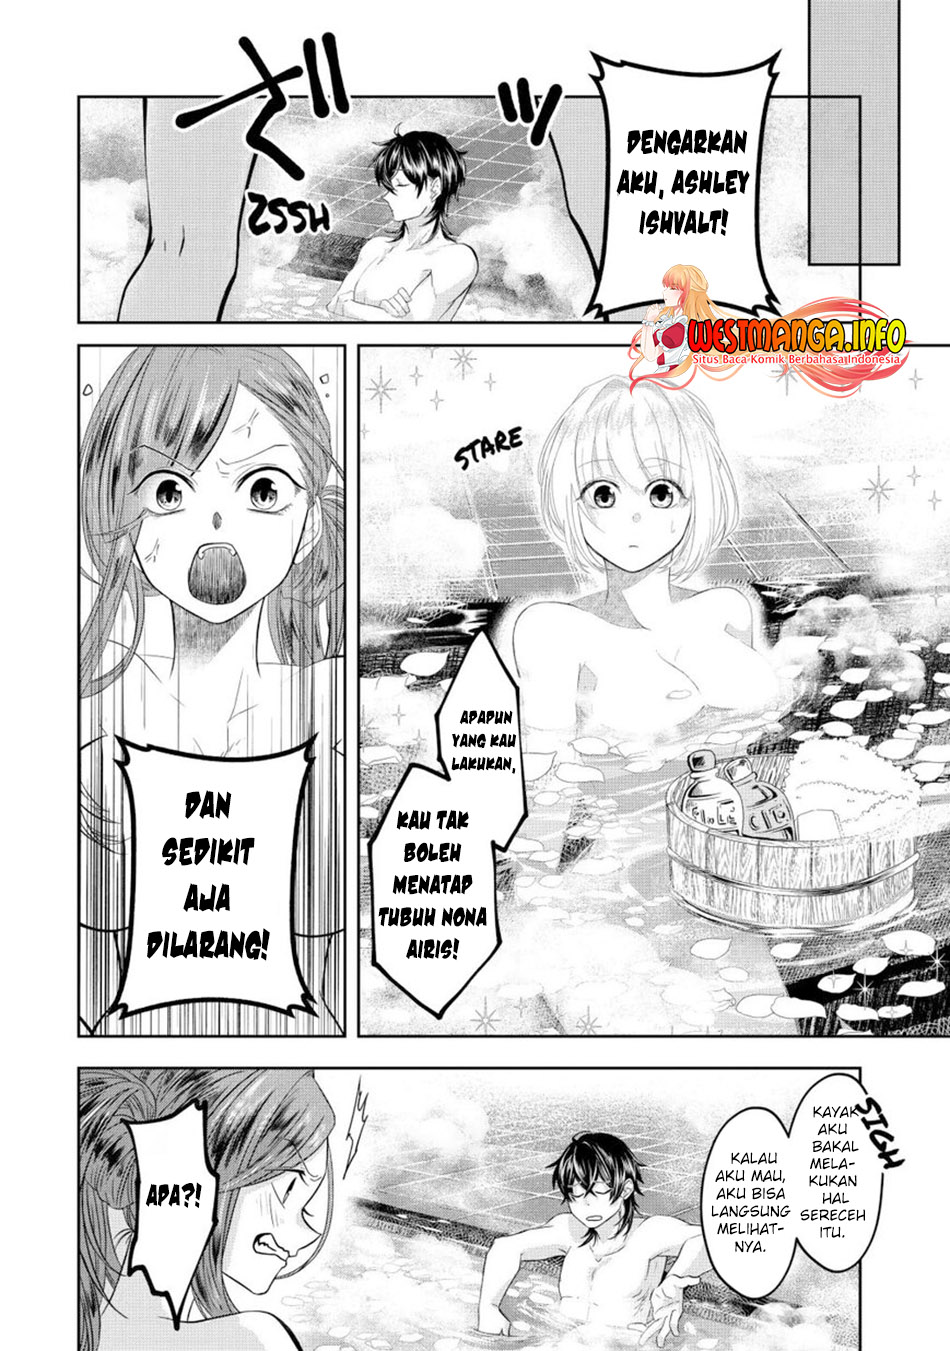 DENGARKAN
AKU, ASHLEY
ISHVALT!
ZSSH
WESTMANGA.INFO
Situs Baca Komik Berbahasa Indonesia
STARE
APAPUN
YANG KAU
LAKUKAN,
KAU TAK
BOLEH
MENATAP
TUBUH NONA
AIRIS!
DAN
SEDIKIT
AJA
DILARANG!
SIGH
KAYAK
AKU
BAKAL
MELA-
KUKAN
HAL
SERECEH
ITU.
KALAU
AKU MAU,
AKU BISA
LANGSUNG
MELIHAT-
NYA.
APA?!